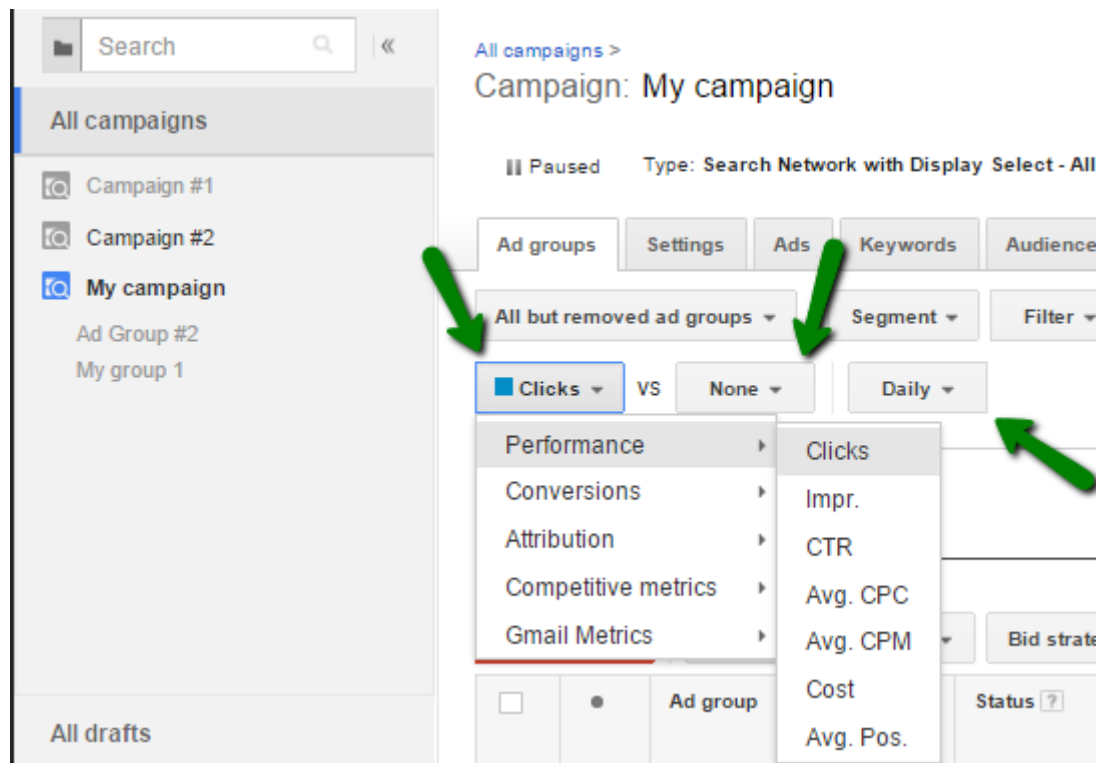 Search
All campaigns
Campaign #1
Campaign #2
My campaign
Ad Group #2
My group 1
All drafts
All campaigns >
Campaign: My campaign
Paused Type: Search Network with Display Select - All
Ad groups Settings Ads Keywords Audience
All but removed ad groups Segment Filter
Clicks VS None Daily
Performance
Conversions
Attribution
Competitive metrics
Gmail Metrics
Clicks
Impr.
CTR
Avg. CPC
Avg. CPM
Cost
Avg. Pos.
Bid strate
Ad group Status ?